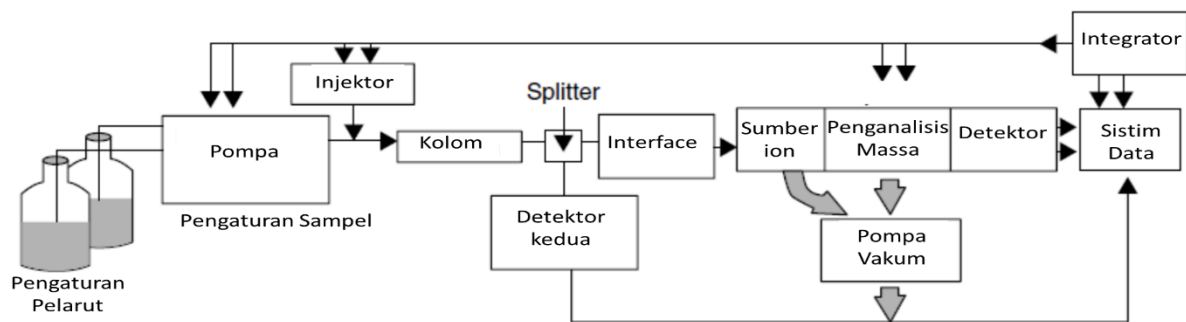 Integrator
Injektor
Splitter
Pompa
Kolom
Interface
Sumber
ion
Penganalisis
Massa
Detektor
Sistim
Data
Pengaturan Sampel
Detektor
kedua
Pompa
Vakum
Pengaturan
Pelarut